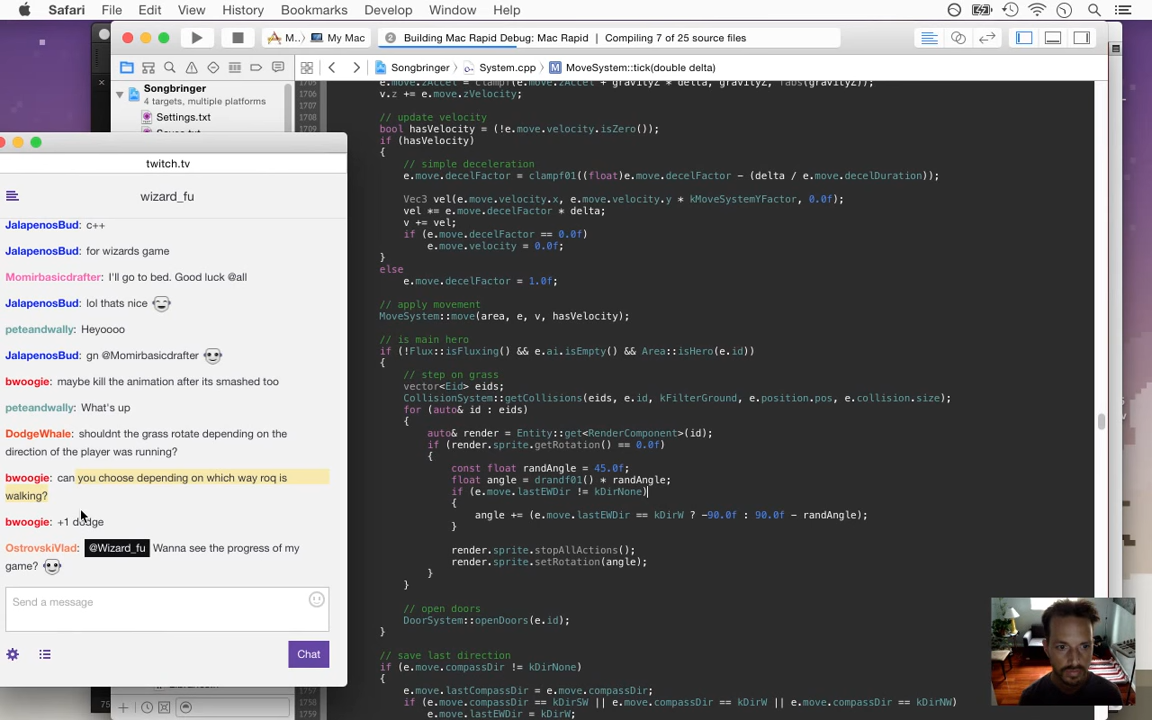 Safari File Edit View History Bookmarks Develop Window Help
M.. My Mac
2 Building Mac Rapid Debug: Mac Rapid | Compiling 7 of 25 source files
Songbringer System.cpp M MoveSystem::tick(double delta)
Songbringer
4 targets, multiple platforms
Settings.txt
twitch.tv
wizard_fu
JalapenosBud: c++
JalapenosBud: for wizards game
Momirbasicdrafter: I'll go to bed. Good luck @all
JalapenosBud: lol thats nice
peteandwally: Heyoooo
JalapenosBud: gn @Momirbasicdrafter
bwoogie: maybe kill the animation after its smashed too
peteandwally: What's up
DodgeWhale: shouldnt the grass rotate depending on the
direction of the player was running?
bwoogie: can you choose depending on which way roq is
walking?
bwoogie: +1 dodge
OstrovskiVlad: @Wizard_fu Wanna see the progress of my
game?
Send a message
Chat
1706 v.z += e.move.zVelocity;
1707
1708 // update velocity
1709 bool hasVelocity = (!e.move.velocity.isZero());
if (hasVelocity)
{
// simple deceleration
e.move.decelFactor = clampf01((float)e.move.decelFactor - (delta / e.move.decelDuration));
Vec3 vel(e.move.velocity.x, e.move.velocity.y * kMoveSystemYFactor, 0.0f);
vel *= e.move.decelFactor * delta;
v += vel;
if (e.move.decelFactor == 0.0f)
e.move.velocity = 0.0f;
}
else
e.move.decelFactor = 1.0f;
// apply movement
MoveSystem::move(area, e, v, hasVelocity);
// is main hero
if (!Flux::isFluxing() && e.ai.isEmpty() && Area::isHero(e.id))
{
// step on grass
vector<Eid> eids;
CollisionSystem::getCollisions(eids, e.id, kFilterGround, e.position.pos, e.collision.size);
for (auto& id : eids)
{
auto& render = Entity::get<RenderComponent>(id);
if (render.sprite.getRotation() == 0.0f)
{
const float randAngle = 45.0f;
float angle = drandf01() * randAngle;
if (e.move.lastEWDir != kDirNone)
{
angle += (e.move.lastEWDir == kDirW ? -90.0f : 90.0f - randAngle);
}
render.sprite.stopAllActions();
render.sprite.setRotation(angle);
}
}
// open doors
DoorSystem::openDoors(e.id);
}
// save last direction
if (e.move.compassDir != kDirNone)
{
1757 e.move.lastCompassDir = e.move.compassDir;
1758 if (e.move.compassDir == kDirSW || e.move.compassDir == kDirW || e.move.compassDir == kDirNW)
1759 e.move.lastEWDir = kDirW;